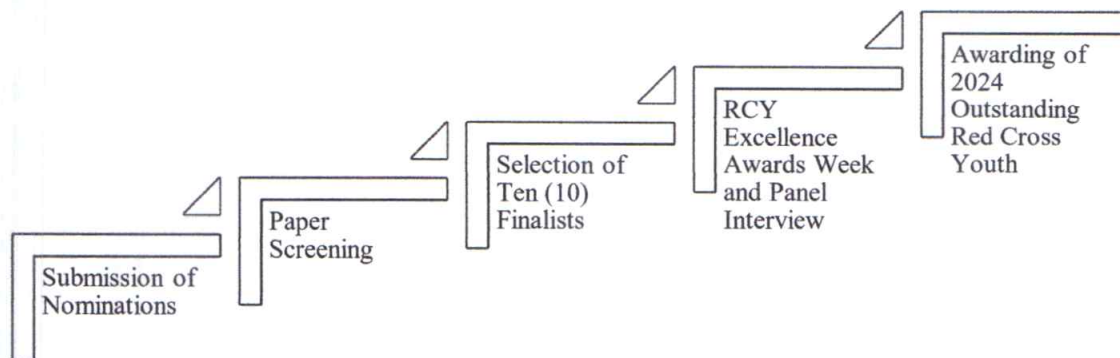 Submission of
Nominations
Paper
Screening
Selection of
Ten (10)
Finalists
RCY
Excellence
Awards Week
and Panel
Interview
Awarding of
2024
Outstanding
Red Cross
Youth